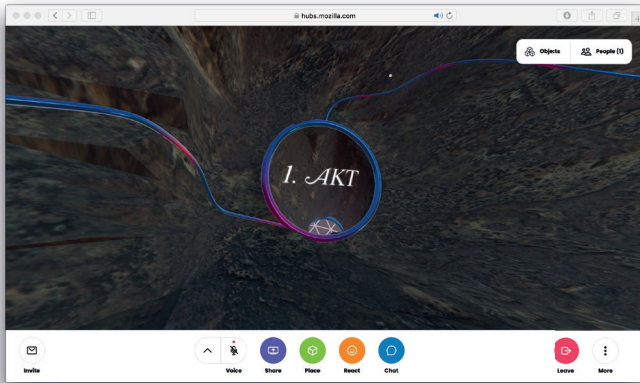 hubs.mozilla.com
Objects
People (1)
1. AKT
Invite
Voice
Share
Place
React
Chat
Leave
More